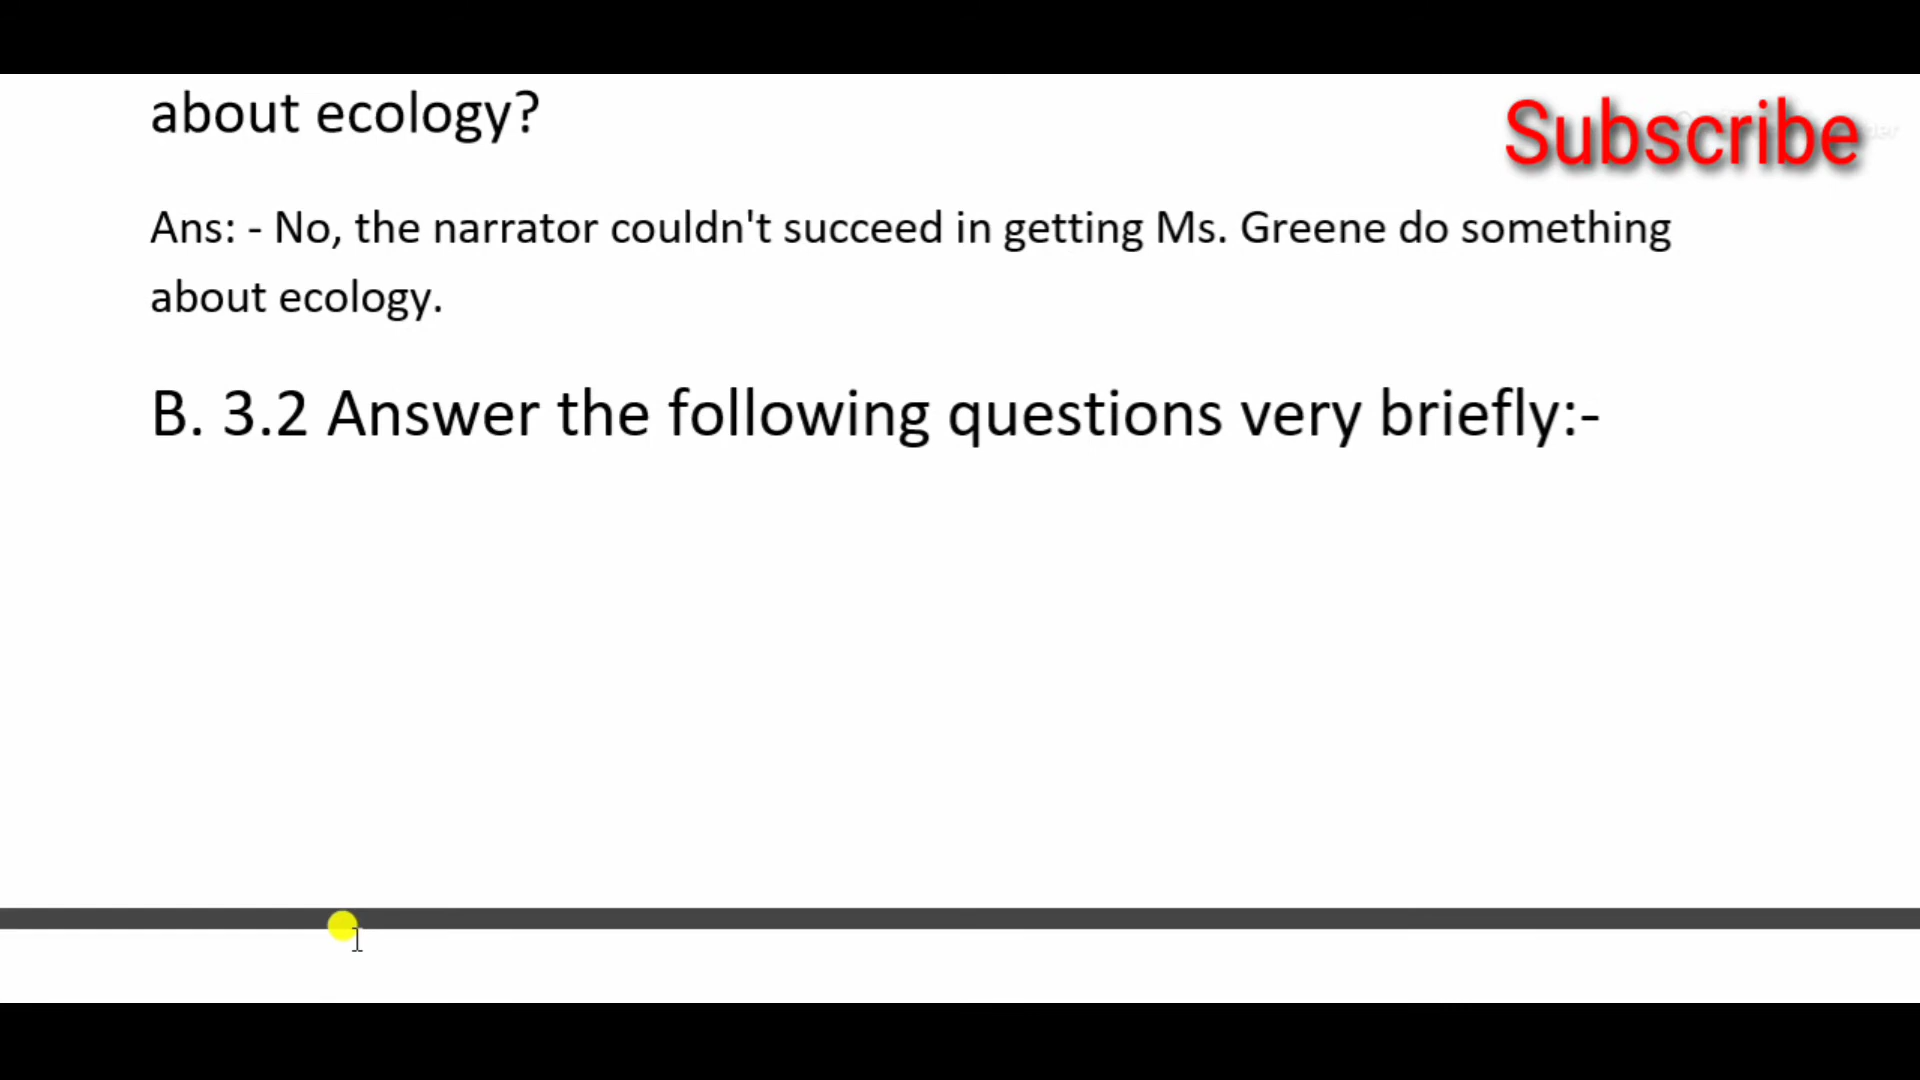 about ecology?
Subscribe
Ans: - No, the narrator couldn't succeed in getting Ms. Greene do something
about ecology.
B. 3.2 Answer the following questions very briefly:-